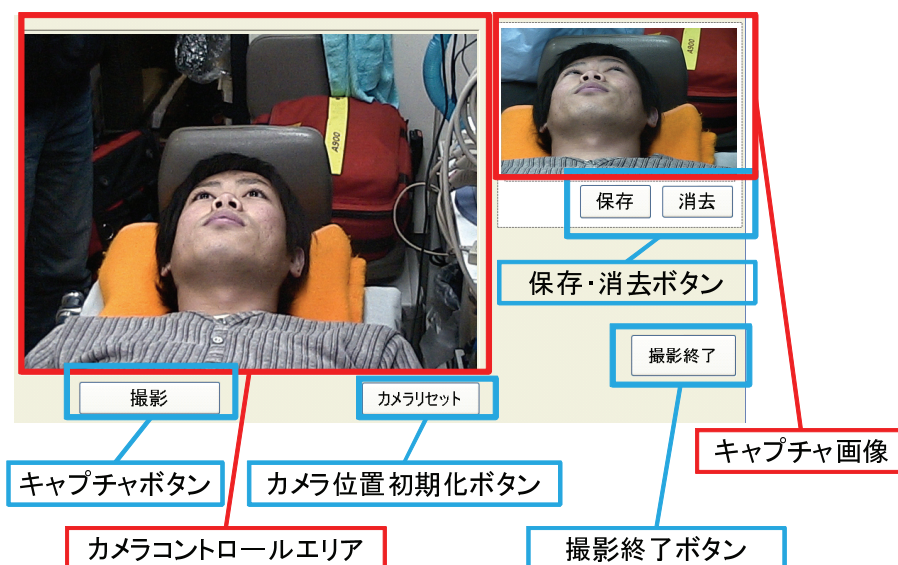 A900
A900
保存
消去
保存・消去ボタン
撮影終了
撮影
カメラリセット
キャプチャ画像
キャプチャボタン
カメラ位置初期化ボタン
カメラコントロールエリア
撮影終了ボタン